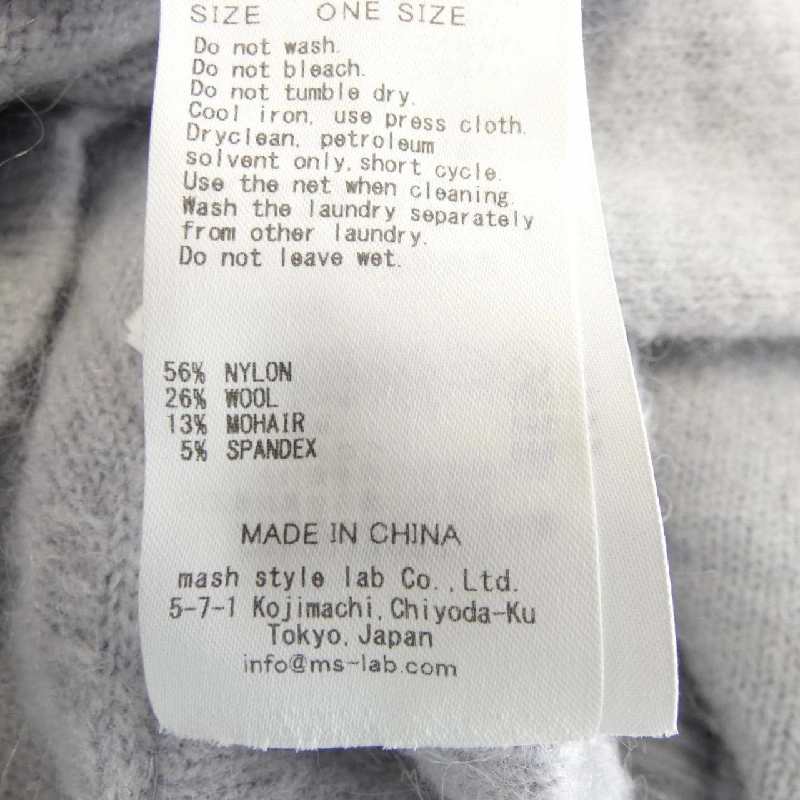 SIZE ONE SIZE
Do not wash.
Do not bleach.
Do not tumble dry.
Cool iron, use press cloth.
Dryclean, petroleum
solvent only, short cycle.
Use the net when cleaning.
Wash the laundry separately
from other laundry.
Do not leave wet.
56% NYLON
26% WOOL
13% MOHAIR
5% SPANDEX
MADE IN CHINA
mash style lab Co.,Ltd.
5-7-1 Kojimachi,Chiyoda-Ku
Tokyo,Japan
info@ms-lab.com